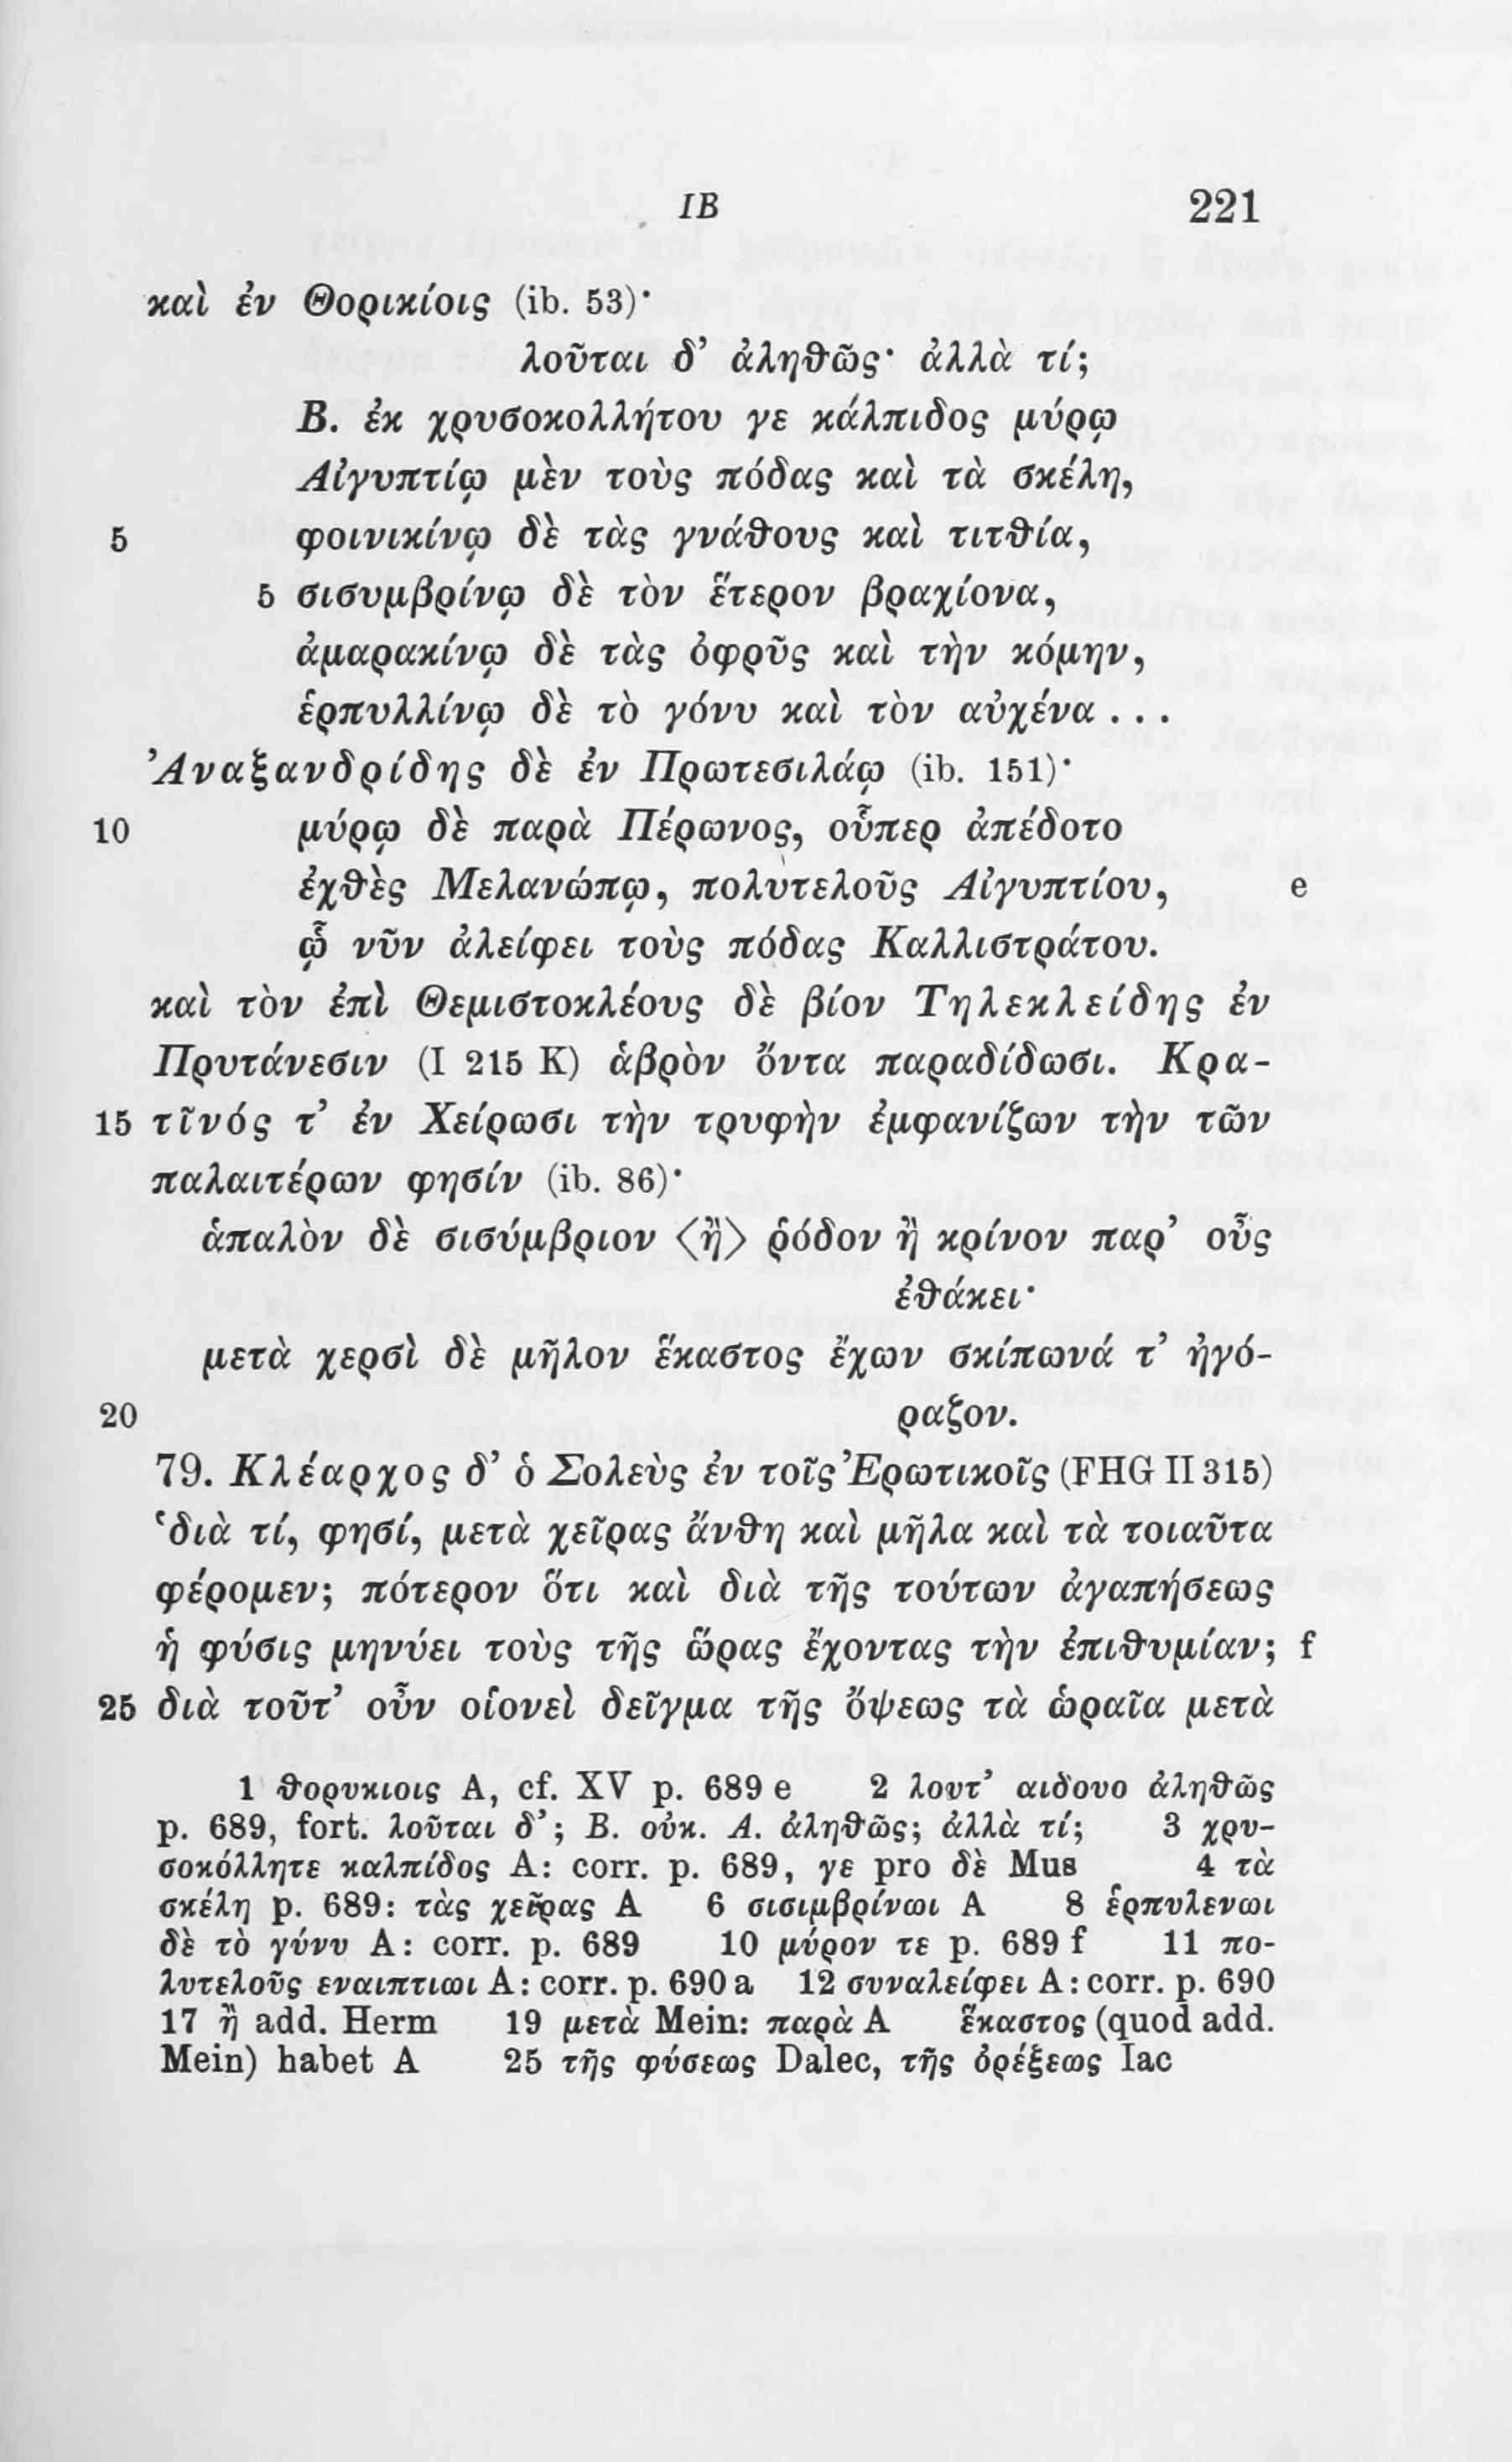 ΙΒ 221
καὶ ἐν Θορικίοις (ib. 53)·
λοῦται δ’ ἀληθῶς· ἀλλὰ τί;
Β. ἐκ χρυσοκολλήτου γε κάλπιδος μύρῳ
Αἰγυπτίῳ μὲν τοὺς πόδας καὶ τὰ σκέλη,
5 φοινικίνῳ δὲ τὰς γνάθους καὶ τιτθία,
5 σισυμβρίνῳ δὲ τὸν ἕτερον βραχίονα,
ἀμαρακίνῳ δὲ τὰς ὀφρῦς καὶ τὴν κόμην,
ἑρπυλλίνῳ δὲ τὸ γόνυ καὶ τὸν αὐχένα ...
Ἀναξανδρίδης δὲ ἐν Πρωτεσιλάῳ (ib. 151)·
10 μύρῳ δὲ παρὰ Πέρωνος, οὗπερ ἀπέδοτο
ἐχθὲς Μελανώπῳ, πολυτελοῦς Αἰγυπτίου, e
ᾧ νῦν ἀλείφει τοὺς πόδας Καλλιστράτου.
καὶ τὸν ἐπὶ Θεμιστοκλέους δὲ βίον Τηλεκλείδης ἐν
Πρυτάνεσιν (I 215 K) ἁβρὸν ὄντα παραδίδωσι. Κρα-
15 τῖνός τ’ ἐν Χείρωσι τὴν τρυφὴν ἐμφανίζων τὴν τῶν
παλαιτέρων φησίν (ib. 86)·
ἁπαλὸν δὲ σισύμβριον ⟨ἢ⟩ ῥόδον ἢ κρίνον παρ’ οὖς
ἐθάκει·
μετὰ χερσὶ δὲ μῆλον ἕκαστος ἔχων σκίπωνά τ’ ἠγό-
20 ραζον.
79. Κλέαρχος δ’ ὁ Σολεὺς ἐν τοῖς Ἐρωτικοῖς (FHG II 315)
‘διὰ τί, φησί, μετὰ χεῖρας ἄνθη καὶ μῆλα καὶ τὰ τοιαῦτα
φέρομεν; πότερον ὅτι καὶ διὰ τῆς τούτων ἀγαπήσεως
ἡ φύσις μηνύει τοὺς τῆς ὥρας ἔχοντας τὴν ἐπιθυμίαν; f
25 διὰ τοῦτ’ οὖν οἱονεὶ δεῖγμα τῆς ὄψεως τὰ ὡραῖα μετὰ
1 θορυκιοις A, cf. XV p. 689 e 2 λουτ’ αιδουο ἀληθῶς
p. 689, fort. λοῦται δ’; Β. οὐκ. Α. ἀληθῶς; ἀλλὰ τί; 3 χρυ-
σοκόλλητε καλπίδος A: corr. p. 689, γε pro δὲ Mus 4 τὰ
σκέλη p. 689: τὰς χεῖρας A 6 σισιμβρίνωι A 8 ἑρπυλενωι
δὲ τὸ γύνυ A: corr. p. 689 10 μύρον τε p. 689 f 11 πο-
λυτελοῦς εναιπτιωι A: corr. p. 690 a 12 συναλείφει A: corr. p. 690
17 ἢ add. Herm 19 μετὰ Mein: παρὰ A ἕκαστος (quod add.
Mein) habet A 25 τῆς φύσεως Dalec, τῆς ὀρέξεως Iac